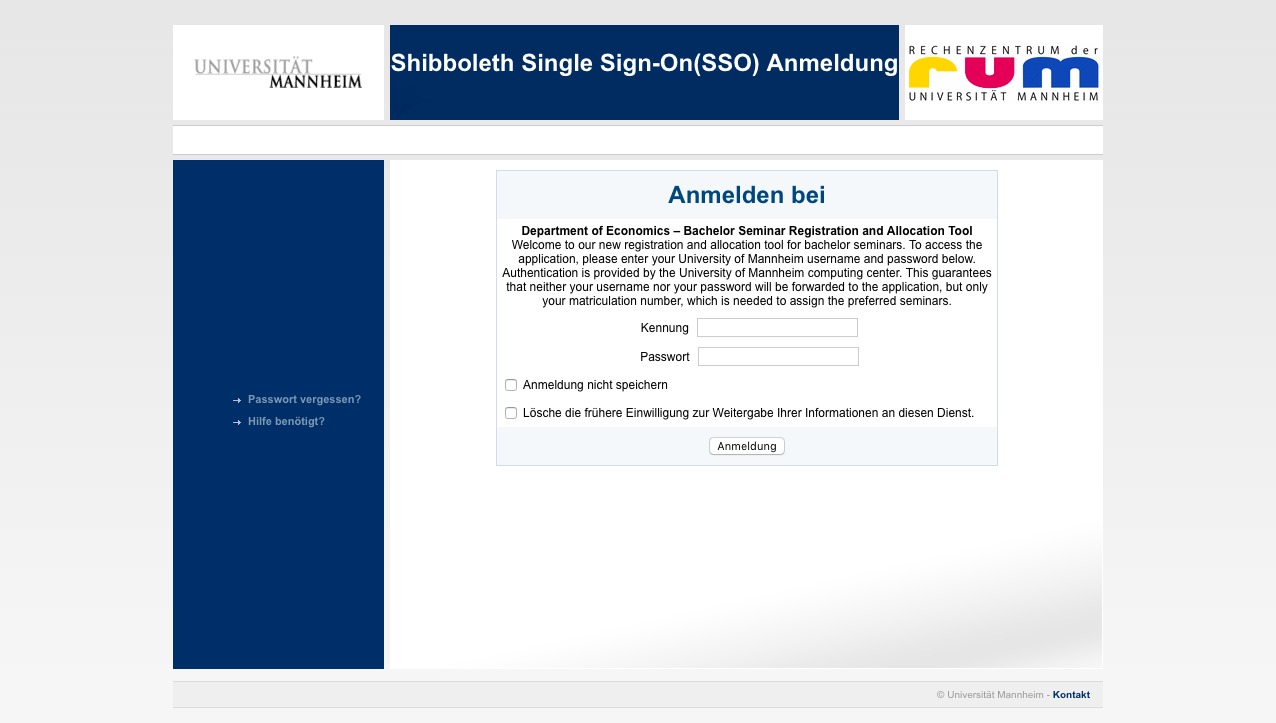 UNIVERSITÄT
MANNHEIM
Shibboleth Single Sign-On(SSO) Anmeldung
RECHENZENTRUM der
rum
UNIVERSITÄT MANNHEIM
Passwort vergessen?
Hilfe benötigt?
Anmelden bei
Department of Economics – Bachelor Seminar Registration and Allocation Tool
Welcome to our new registration and allocation tool for bachelor seminars. To access the
application, please enter your University of Mannheim username and password below.
Authentication is provided by the University of Mannheim computing center. This guarantees
that neither your username nor your password will be forwarded to the application, but only
your matriculation number, which is needed to assign the preferred seminars.
Kennung
Passwort
Anmeldung nicht speichern
Lösche die frühere Einwilligung zur Weitergabe Ihrer Informationen an diesen Dienst.
Anmeldung
© Universität Mannheim - Kontakt